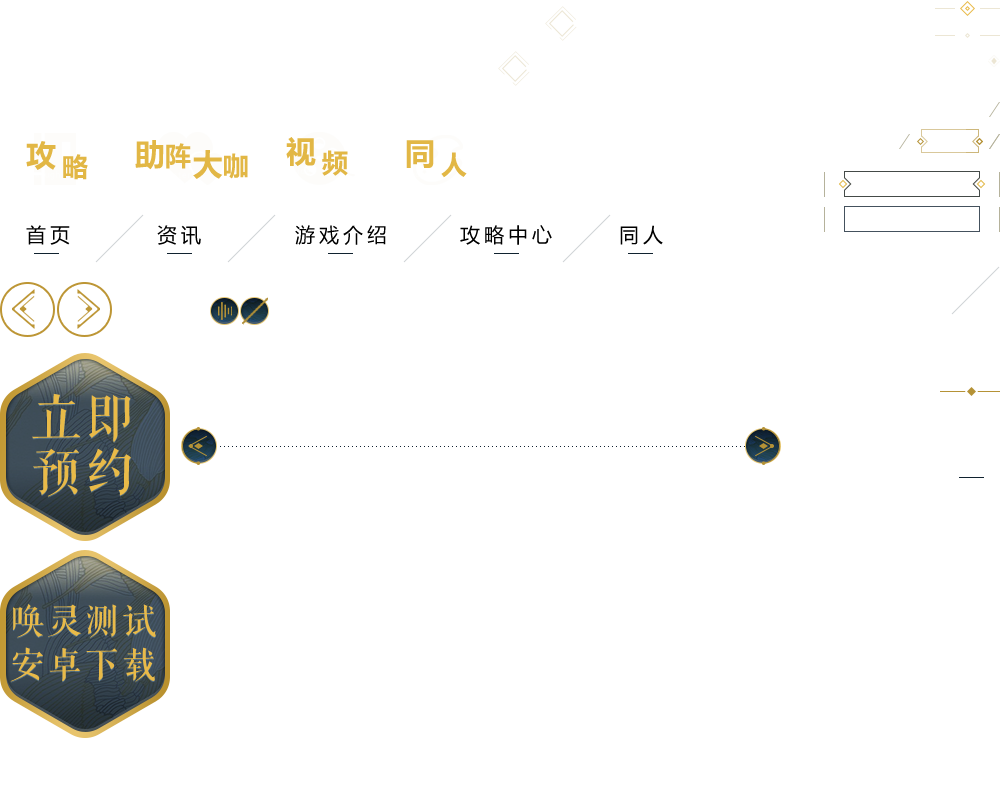 攻略 助阵大咖 视频 同人
首页 资讯 游戏介绍 攻略中心 同人
立即
预约
唤灵测试
安卓下载